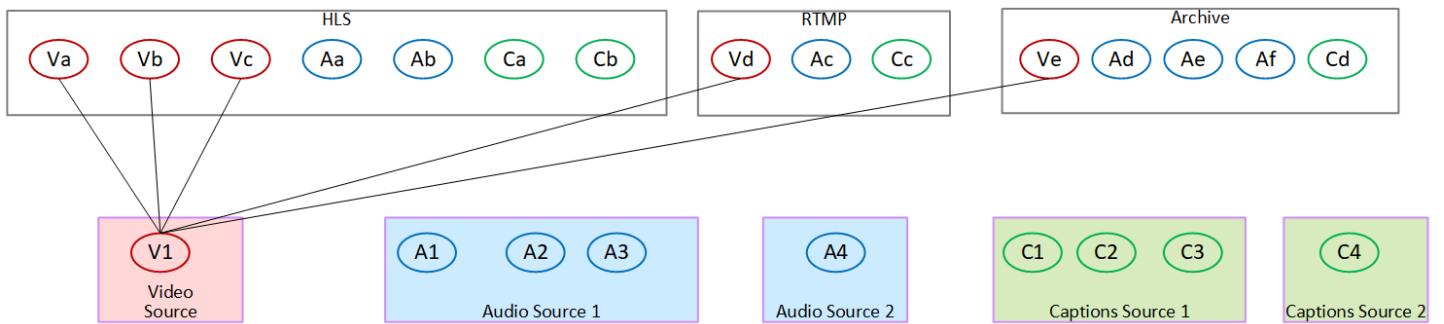 HLS
RTMP
Archive
Va Vb Vc Aa Ab Ca Cb
Vd Ac Cc
Ve Ad Ae Af Cd
V1
Video
Source
A1 A2 A3
Audio Source 1
A4
Audio Source 2
C1 C2 C3
Captions Source 1
C4
Captions Source 2